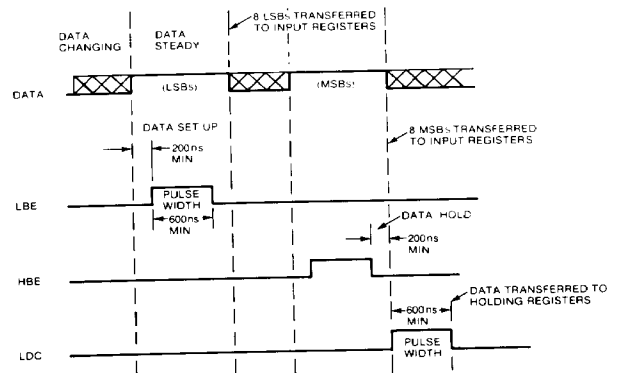 8 LSBs TRANSFERRED
TO INPUT REGISTERS
DATA
CHANGING
DATA
STEADY
DATA
(LSBs)
(MSBs)
DATA SET UP
200ns
MIN
8 MSBs TRANSFERRED
TO INPUT REGISTERS
LBE
PULSE
WIDTH
600ns
MIN
DATA HOLD
200ns
MIN
HBE
DATA TRANSFERRED TO
HOLDING REGISTERS
600ns
MIN
LDC
PULSE
WIDTH